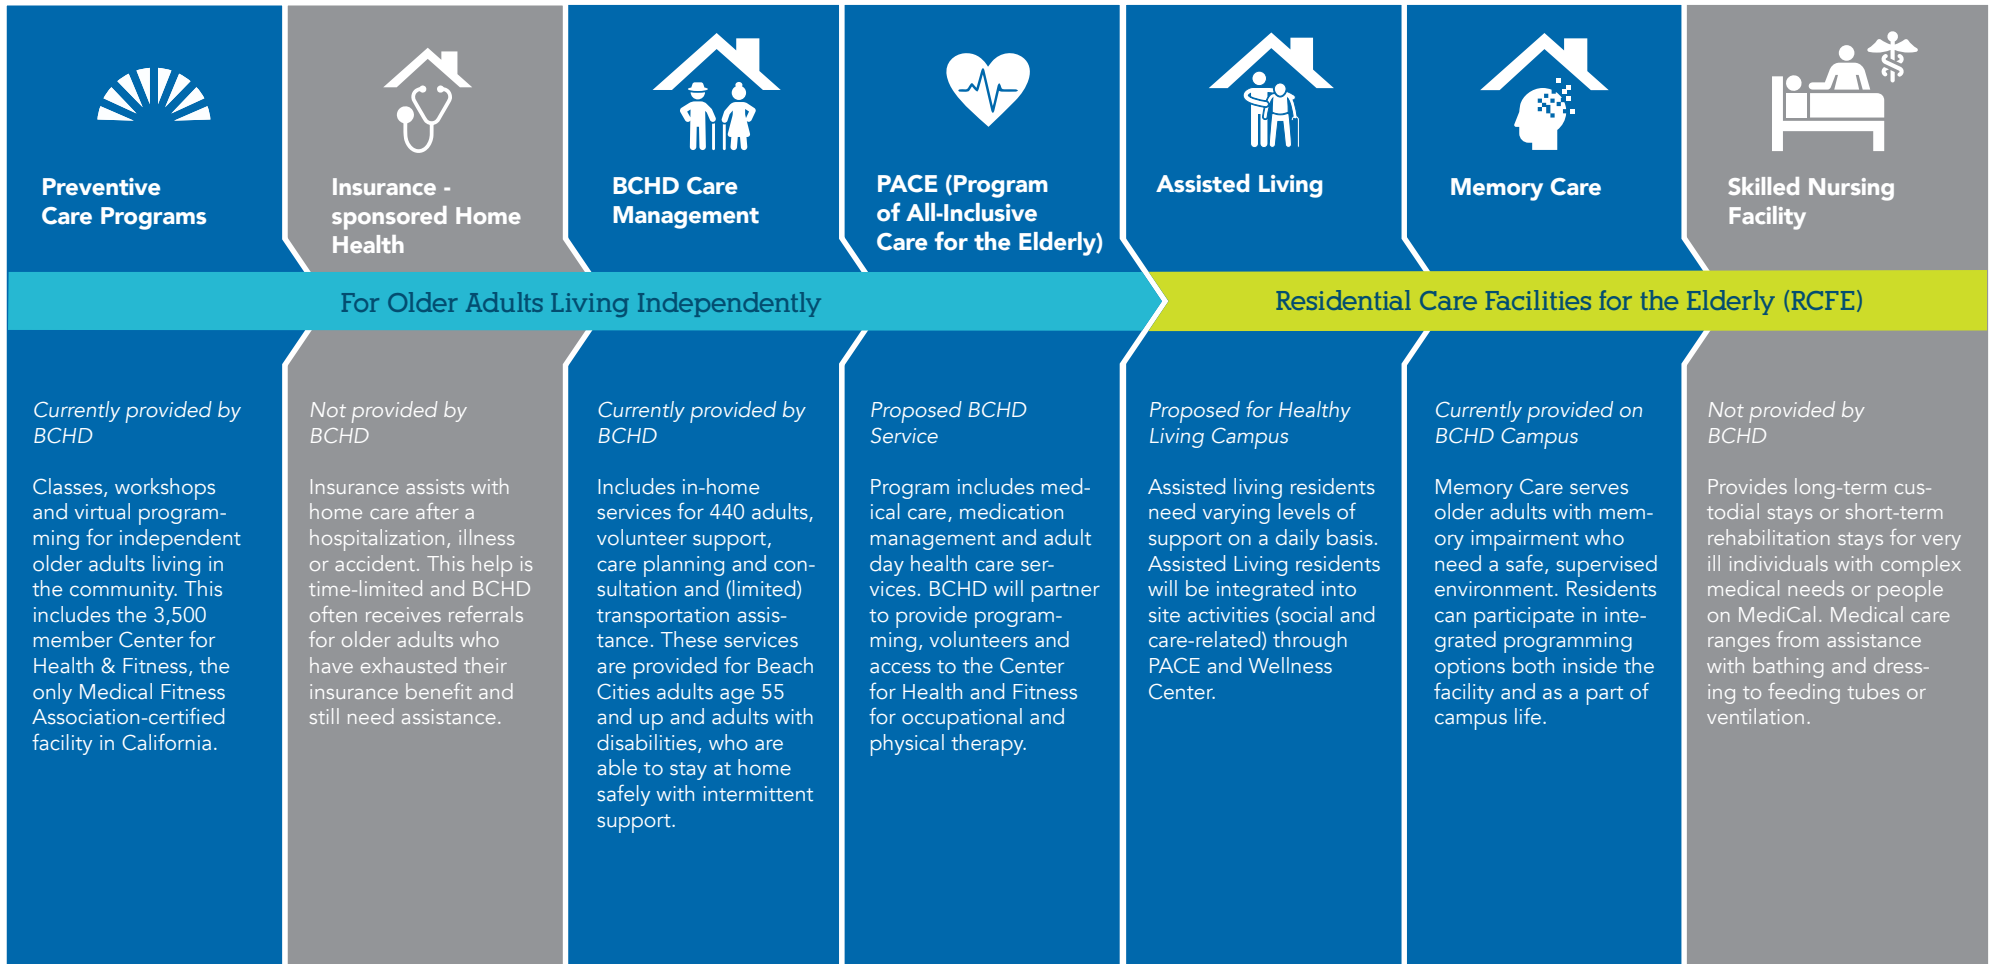 Preventive
Care Programs
Insurance -
sponsored Home
Health
BCHD Care
Management
PACE (Program
of All-Inclusive
Care for the Elderly)
Assisted Living
Memory Care
Skilled Nursing
Facility
For Older Adults Living Independently
Residential Care Facilities for the Elderly (RCFE)
Currently provided by
BCHD
Classes, workshops
and virtual program-
ming for independent
older adults living in
the community. This
includes the 3,500
member Center for
Health & Fitness, the
only Medical Fitness
Association-certified
facility in California.
Not provided by
BCHD
Insurance assists with
home care after a
hospitalization, illness
or accident. This help is
time-limited and BCHD
often receives referrals
for older adults who
have exhausted their
insurance benefit and
still need assistance.
Currently provided by
BCHD
Includes in-home
services for 440 adults,
volunteer support,
care planning and con-
sultation and (limited)
transportation assis-
tance. These services
are provided for Beach
Cities adults age 55
and up and adults with
disabilities, who are
able to stay at home
safely with intermittent
support.
Proposed BCHD
Service
Program includes med-
ical care, medication
management and adult
day health care ser-
vices. BCHD will partner
to provide program-
ming, volunteers and
access to the Center
for Health and Fitness
for occupational and
physical therapy.
Proposed for Healthy
Living Campus
Assisted living residents
need varying levels of
support on a daily basis.
Assisted Living residents
will be integrated into
site activities (social and
care-related) through
PACE and Wellness
Center.
Currently provided on
BCHD Campus
Memory Care serves
older adults with mem-
ory impairment who
need a safe, supervised
environment. Residents
can participate in inte-
grated programming
options both inside the
facility and as a part of
campus life.
Not provided by
BCHD
Provides long-term cus-
todial stays or short-term
rehabilitation stays for very
ill individuals with complex
medical needs or people
on MediCal. Medical care
ranges from assistance
with bathing and dress-
ing to feeding tubes or
ventilation.